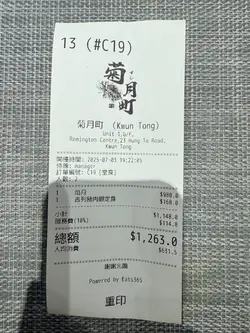 13 (#C19)
菊月町
菊月町 (Kwun Tong)
Unit 1,G/F,
Remington Centre,23 Hung To Road,
Kwun Tong
開檯時間: 2025-07-03 19:22:05
侍應: manager
訂單編號: C19 [堂食]
人數: 2
1 皿月 $980.0
1 吉列豬肉鍋定食 $168.0
小計 $1,148.0
服務費(10%) $114.8
總額 $1,263.0
人均消費 $631.5
謝謝光臨
Powered by Eats365
重印